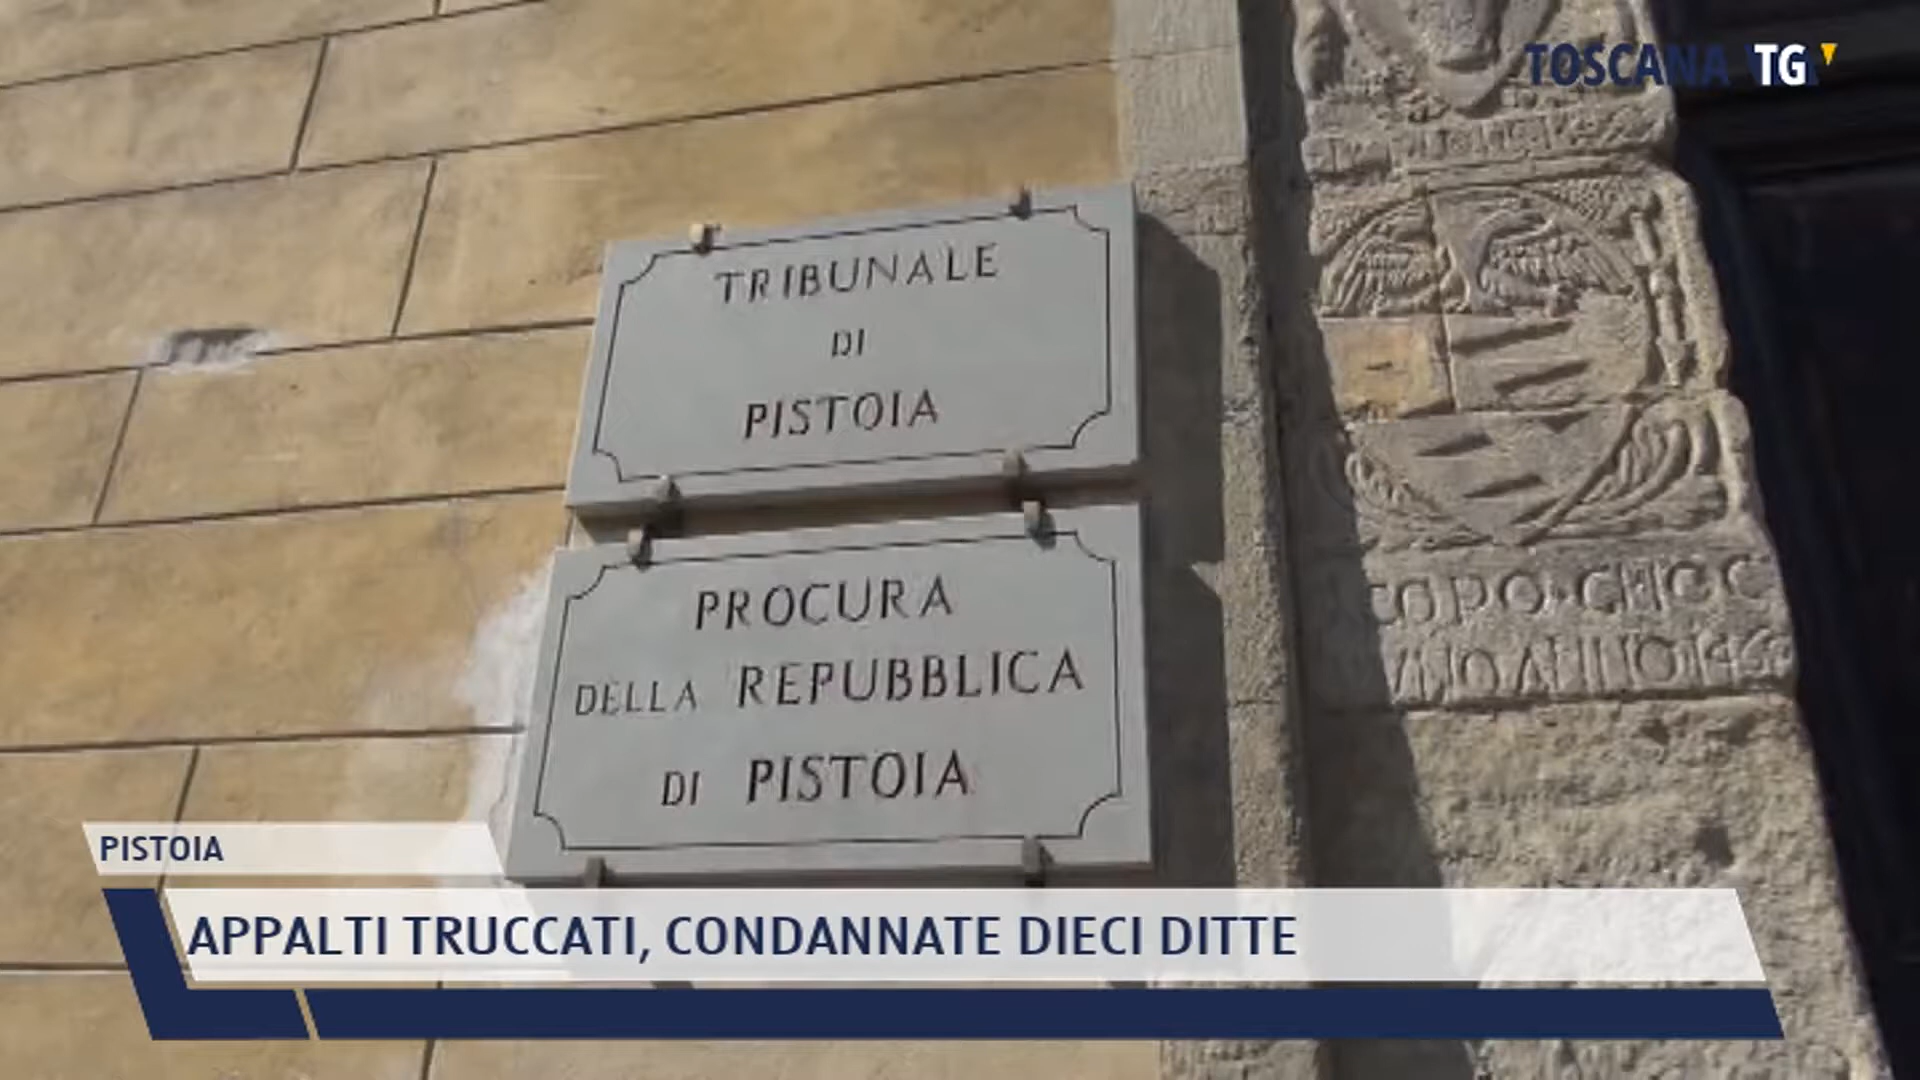 TOSCANA TG
TRIBUNALE
DI
PISTOIA
PROCURA
DELLA REPUBBLICA
DI PISTOIA
PISTOIA
APPALTI TRUCCATI, CONDANNATE DIECI DITTE